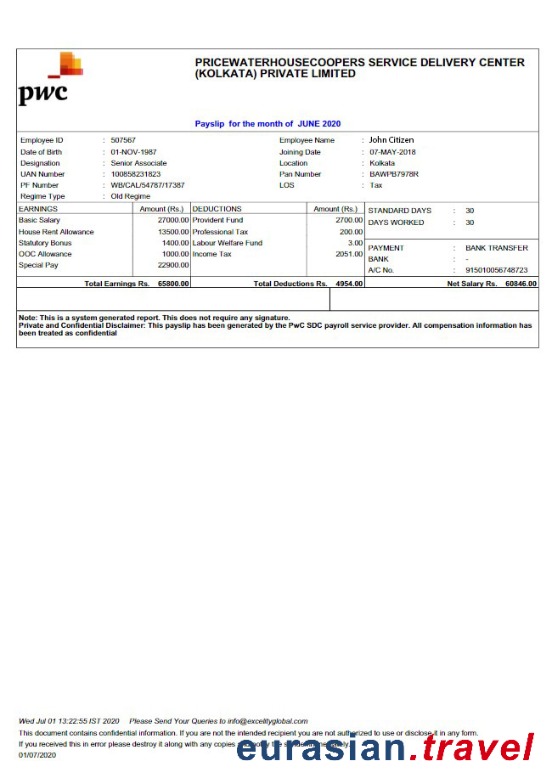 pwc
PRICEWATERHOUSECOOPERS SERVICE DELIVERY CENTER
(KOLKATA) PRIVATE LIMITED
Payslip for the month of JUNE 2020
Employee ID : 507567 Employee Name : John Citizen
Date of Birth : 01-NOV-1987 Joining Date : 07-MAY-2018
Designation : Senior Associate Location : Kolkata
UAN Number : 100858231823 Pan Number : BAWPB7978R
PF Number : WB/CAL/54787/17387 LOS : Tax
Regime Type : Old Regime
EARNINGS Amount (Rs.) DEDUCTIONS Amount (Rs.) STANDARD DAYS : 30
Basic Salary 27000.00 Provident Fund 2700.00 DAYS WORKED : 30
House Rent Allowance 13500.00 Professional Tax 200.00
Statutory Bonus 1400.00 Labour Welfare Fund 3.00 PAYMENT : BANK TRANSFER
OOC Allowance 1000.00 Income Tax 2051.00 BANK : -
Special Pay 22900.00 A/C No. : 915010056748723
Total Earnings Rs. 65800.00 Total Deductions Rs. 4954.00 Net Salary Rs. 60846.00
Note: This is a system generated report. This does not require any signature.
Private and Confidential Disclaimer: This payslip has been generated by the PwC SDC payroll service provider. All compensation information has
been treated as confidential
Wed Jul 01 13:22:55 IST 2020 Please Send Your Queries to info@excelityglobal.com
This document contains confidential information. If you are not the intended recipient you are not authorized to use or disclose it in any form.
If you received this in error please destroy it along with any copies
01/07/2020
eurasian.travel